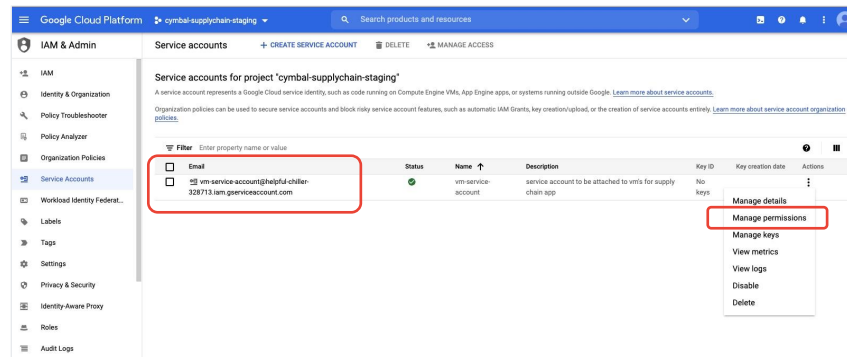 Google Cloud Platform
cymbal-supplychain-staging
Search products and resources
IAM & Admin
Service accounts
+ CREATE SERVICE ACCOUNT
DELETE
MANAGE ACCESS
IAM
Identity & Organization
Policy Troubleshooter
Policy Analyzer
Organization Policies
Service Accounts
Workload Identity Federat...
Labels
Tags
Settings
Privacy & Security
Identity-Aware Proxy
Roles
Audit Logs
Service accounts for project "cymbal-supplychain-staging"
A service account represents a Google Cloud service identity, such as code running on Compute Engine VMs, App Engine apps, or systems running outside Google. Learn more about service accounts.
Organization policies can be used to secure service accounts and block risky service account features, such as automatic IAM Grants, key creation/upload, or the creation of service accounts entirely. Learn more about service account organization
policies.
Filter Enter property name or value
Email Status Name Description Key ID Key creation date Actions
vm-service-account@helpful-chiller-
328713.iam.gserviceaccount.com
vm-service-
account
service account to be attached to vm's for supply
chain app
No
keys
Manage details
Manage permissions
Manage keys
View metrics
View logs
Disable
Delete